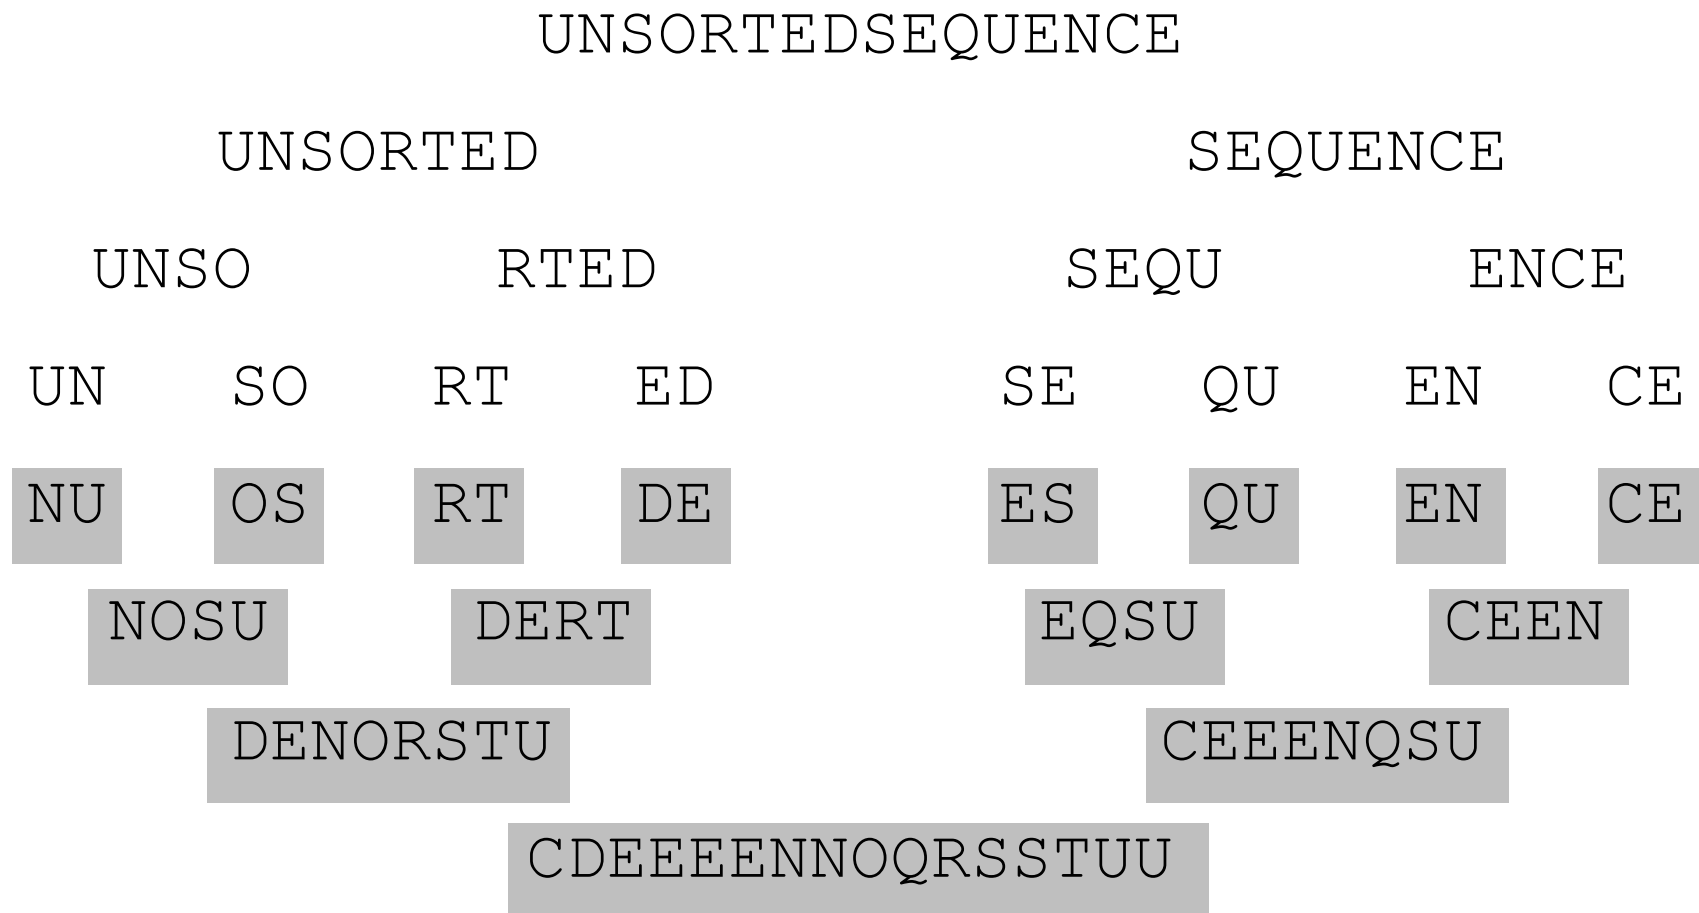 UNSORTEDSEQUENCE
UNSORTED SEQUENCE
UNSO RTED SEQU ENCE
UN SO RT ED SE QU EN CE
NU OS RT DE ES QU EN CE
NOSU DERT EQSU CEEN
DENORSTU CEEENQSU
CDEEEENNOQRSSTUU